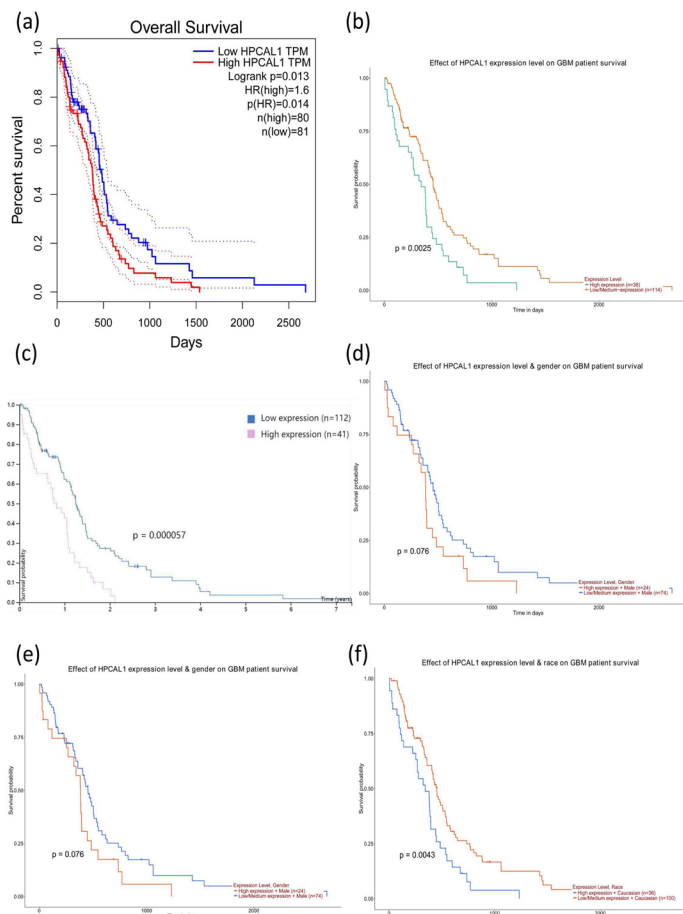 (a)
Overall Survival
Low HPCAL1 TPM
High HPCAL1 TPM
Logrank p=0.013
HR(high)=1.6
p(HR)=0.014
n(high)=80
n(low)=81
Percent survival
1.0
0.8
0.6
0.4
0.2
0.0
0 500 1000 1500 2000 2500
Days
(b)
Effect of HPCAL1 expression level on GBM patient survival
Survival probability
1.00
0.75
0.50
0.25
0.00
p = 0.0025
Expression Level
High expression (n=38)
Low/Medium-expression (n=114)
0 1000 2000
Time in days
(c)
Low expression (n=112)
High expression (n=41)
1.0
0.9
0.8
0.7
0.6
0.5
0.4
0.3
0.2
0.1
0.0
Survival probability
p = 0.000057
Time (years)
0 1 2 3 4 5 6 7
(d)
Effect of HPCAL1 expression level & gender on GBM patient survival
Survival probability
1.00
0.75
0.50
0.25
0.00
p = 0.076
Expression Level, Gender
High expression + Male (n=24)
Low/Medium expression + Male (n=74)
0 1000 2000
Time in days
(e)
Effect of HPCAL1 expression level & gender on GBM patient survival
Survival probability
1.00
0.75
0.50
0.25
0.00
p = 0.076
Expression Level, Gender
High expression + Male (n=24)
Low/Medium expression + Male (n=74)
0 1000 2000
(f)
Effect of HPCAL1 expression level & race on GBM patient survival
Survival probability
1.00
0.75
0.50
0.25
0.00
p = 0.0043
Expression Level, Race
High expression + Caucasian (n=36)
Low/Medium expression + Caucasian (n=100)
0 1000 2000